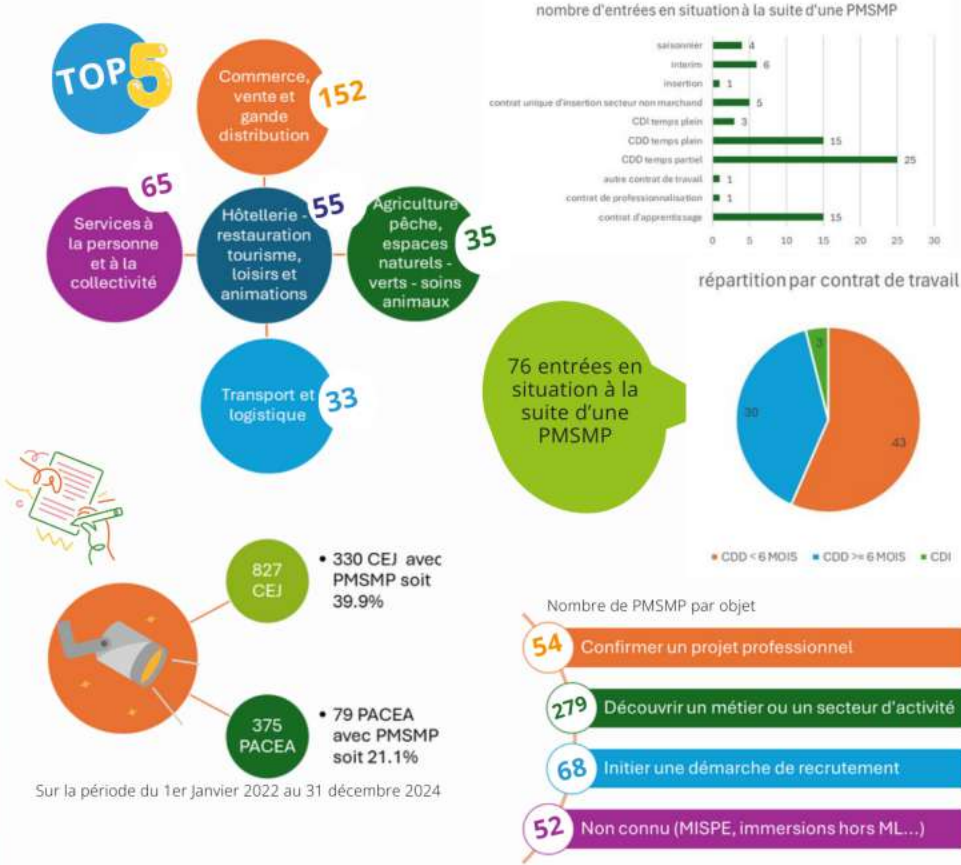 TOP 5
Commerce,
vente et
gande
distribution
152
65
Services à
la personne
et à la
collectivité
Hôtellerie -
restauration
tourisme,
loisirs et
animations
55
Agriculture
pêche,
espaces
naturels -
verts - soins
animaux
35
Transport et
logistique
33
nombre d'entrées en situation à la suite d'une PMSMP
saisonnier 4
interim 6
insertion 1
contrat unique d'insertion secteur non marchand 5
CDI temps plein 3
CDD temps plein 15
CDD temps partiel 25
autre contrat de travail 1
contrat de professionnalisation 1
contrat d'apprentissage 15
0 5 10 15 20 25 30
répartition par contrat de travail
76 entrées en
situation à la
suite d'une
PMSMP
3
30
43
CDD < 6 MOIS CDD >= 6 MOIS CDI
827
CEJ
• 330 CEJ avec
PMSMP soit
39.9%
375
PACEA
• 79 PACEA
avec PMSMP
soit 21.1%
Sur la période du 1er Janvier 2022 au 31 décembre 2024
Nombre de PMSMP par objet
54 Confirmer un projet professionnel
279 Découvrir un métier ou un secteur d'activité
68 Initier une démarche de recrutement
52 Non connu (MISPE, immersions hors ML...)